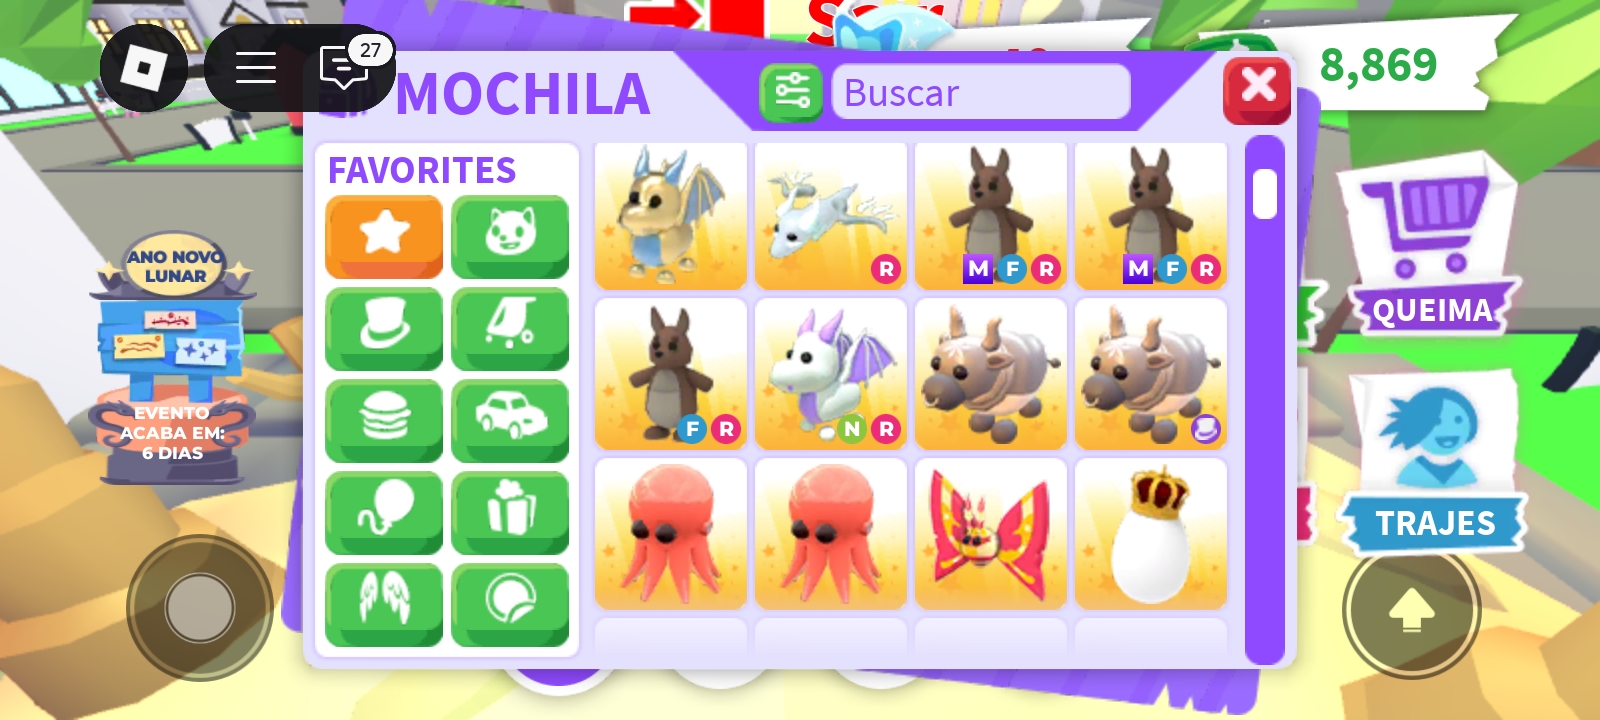 27
MOCHILA
Buscar
8,869
FAVORITES
R
M F R
M F R
F R
N R
ANO NOVO
LUNAR
EVENTO
ACABA EM:
6 DIAS
QUEIMA
TRAJES